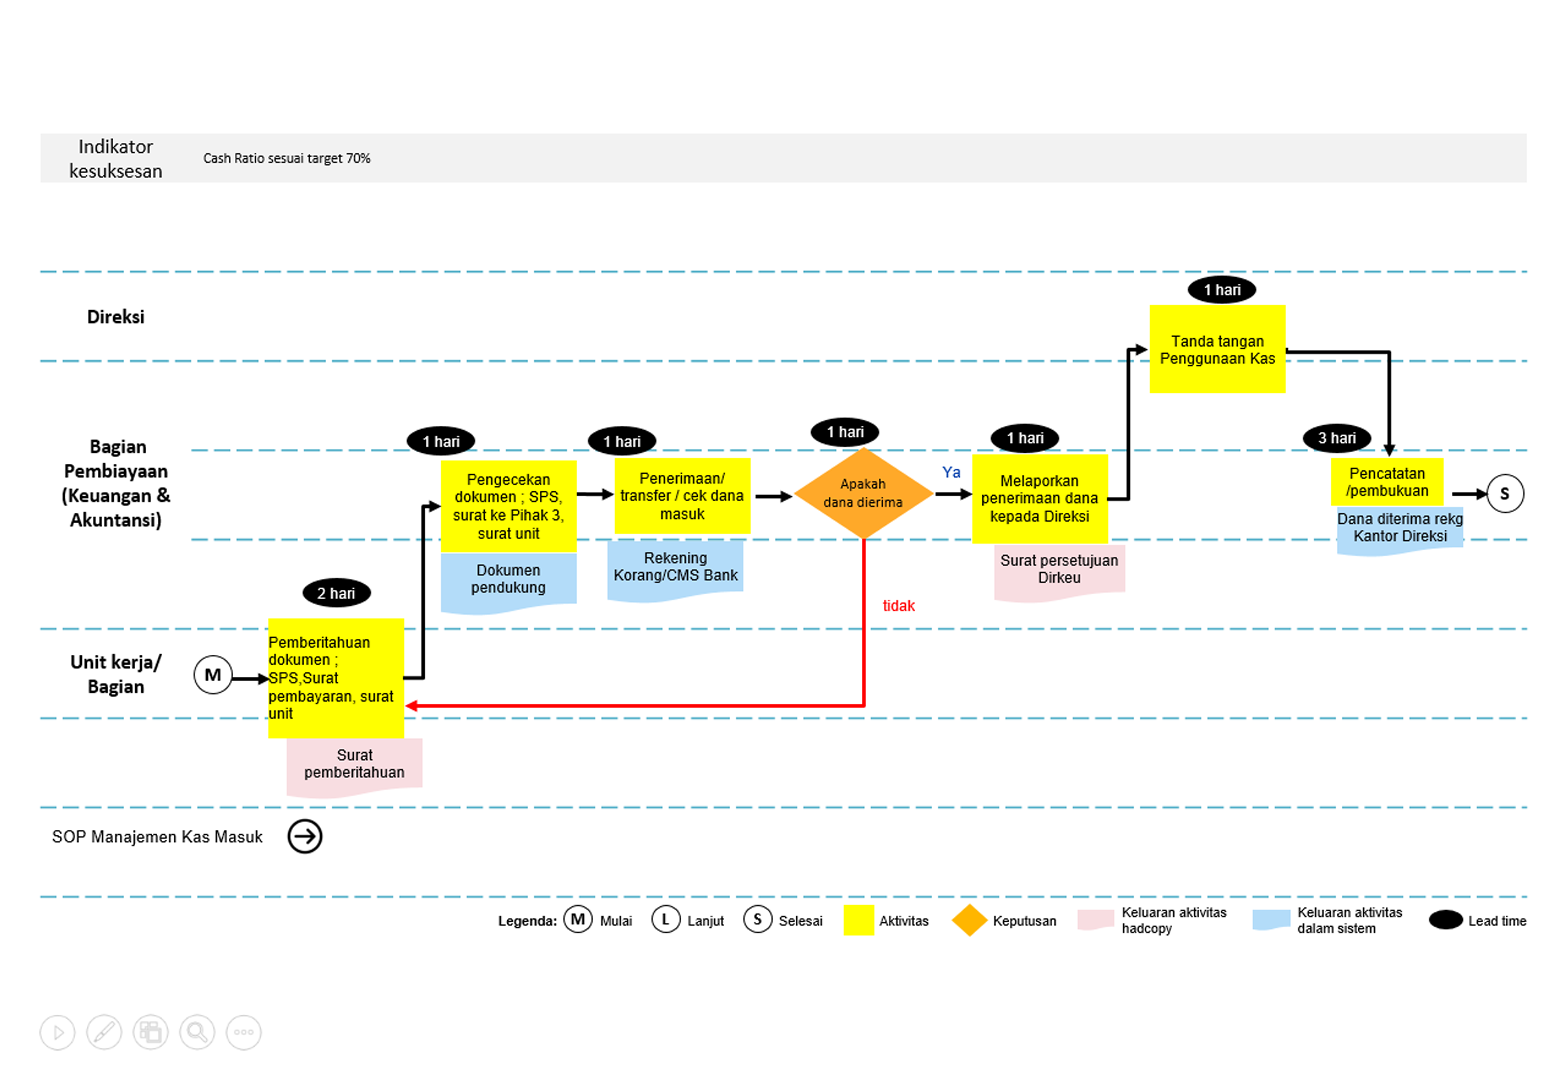 Indikator
kesuksesan
Cash Ratio sesuai target 70%
Direksi
1 hari
Tanda tangan
Penggunaan Kas
Bagian
Pembiayaan
(Keuangan &
Akuntansi)
1 hari
Pengecekan
dokumen ; SPS,
surat ke Pihak 3,
surat unit
Dokumen
pendukung
1 hari
Penerimaan/
transfer / cek dana
masuk
Rekening
Korang/CMS Bank
1 hari
Apakah
dana dierima
Ya
tidak
1 hari
Melaporkan
penerimaan dana
kepada Direksi
Surat persetujuan
Dirkeu
3 hari
Pencatatan
/pembukuan
Dana diterima rekg
Kantor Direksi
S
Unit kerja/
Bagian
M
2 hari
Pemberitahuan
dokumen ;
SPS,Surat
pembayaran, surat
unit
Surat
pemberitahuan
SOP Manajemen Kas Masuk
Legenda: M Mulai L Lanjut S Selesai Aktivitas Keputusan
Keluaran aktivitas
hadcopy
Keluaran aktivitas
dalam sistem
Lead time